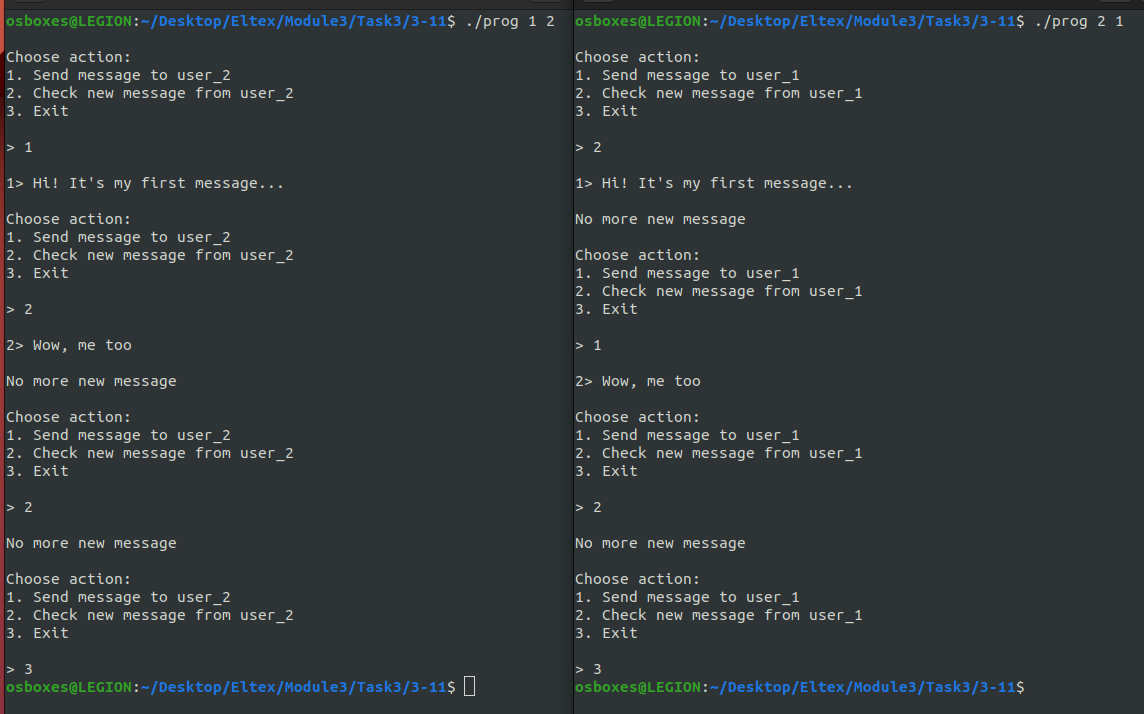 osboxes@LEGION:~/Desktop/Eltex/Module3/Task3/3-11$ ./prog 1 2

Choose action:
1. Send message to user_2
2. Check new message from user_2
3. Exit

> 1

1> Hi! It's my first message...

Choose action:
1. Send message to user_2
2. Check new message from user_2
3. Exit

> 2

2> Wow, me too

No more new message

Choose action:
1. Send message to user_2
2. Check new message from user_2
3. Exit

> 2

No more new message

Choose action:
1. Send message to user_2
2. Check new message from user_2
3. Exit

> 3
osboxes@LEGION:~/Desktop/Eltex/Module3/Task3/3-11$

osboxes@LEGION:~/Desktop/Eltex/Module3/Task3/3-11$ ./prog 2 1

Choose action:
1. Send message to user_1
2. Check new message from user_1
3. Exit

> 2

1> Hi! It's my first message...

No more new message

Choose action:
1. Send message to user_1
2. Check new message from user_1
3. Exit

> 1

2> Wow, me too

Choose action:
1. Send message to user_1
2. Check new message from user_1
3. Exit

> 2

No more new message

Choose action:
1. Send message to user_1
2. Check new message from user_1
3. Exit

> 3
osboxes@LEGION:~/Desktop/Eltex/Module3/Task3/3-11$